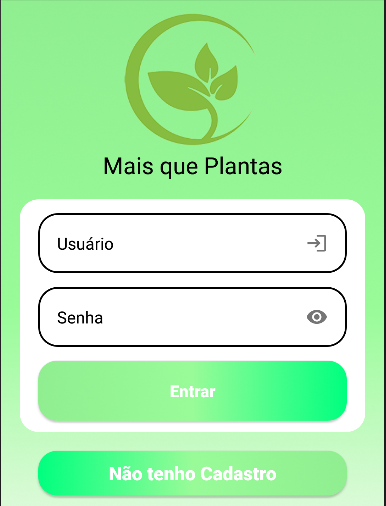 Mais que Plantas
Usuário
Senha
Entrar
Não tenho Cadastro